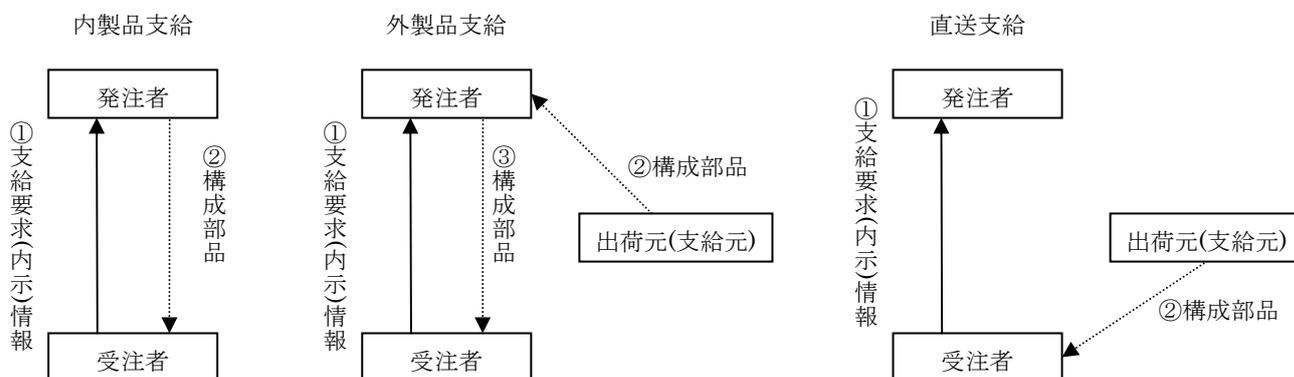 内製品支給
発注者
①支給要求(内示)情報
②構成部品
受注者
外製品支給
発注者
①支給要求(内示)情報
③構成部品
②構成部品
出荷元(支給元)
受注者
直送支給
発注者
①支給要求(内示)情報
出荷元(支給元)
②構成部品
受注者